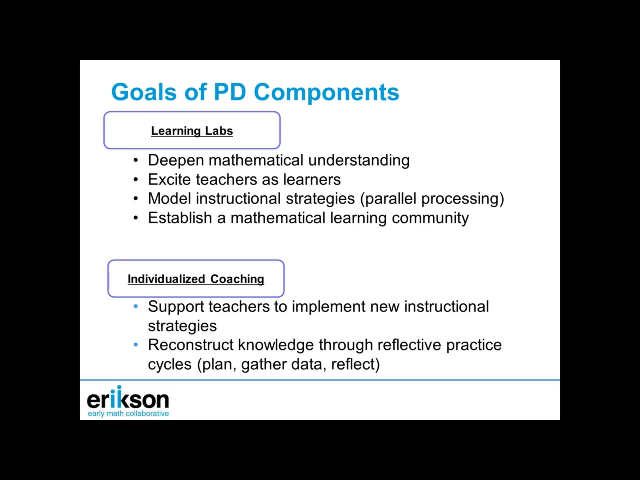 Goals of PD Components
Learning Labs
• Deepen mathematical understanding
• Excite teachers as learners
• Model instructional strategies (parallel processing)
• Establish a mathematical learning community
Individualized Coaching
• Support teachers to implement new instructional
strategies
• Reconstruct knowledge through reflective practice
cycles (plan, gather data, reflect)
erikson
early math collaborative